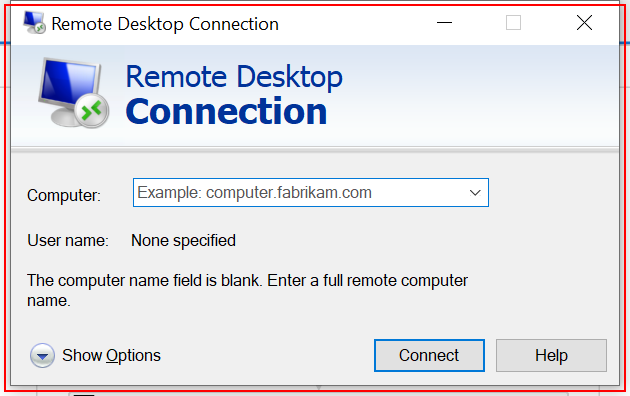 Remote Desktop Connection
Remote Desktop
Connection
Computer: Example: computer.fabrikam.com
User name: None specified
The computer name field is blank. Enter a full remote computer
name.
Show Options Connect Help